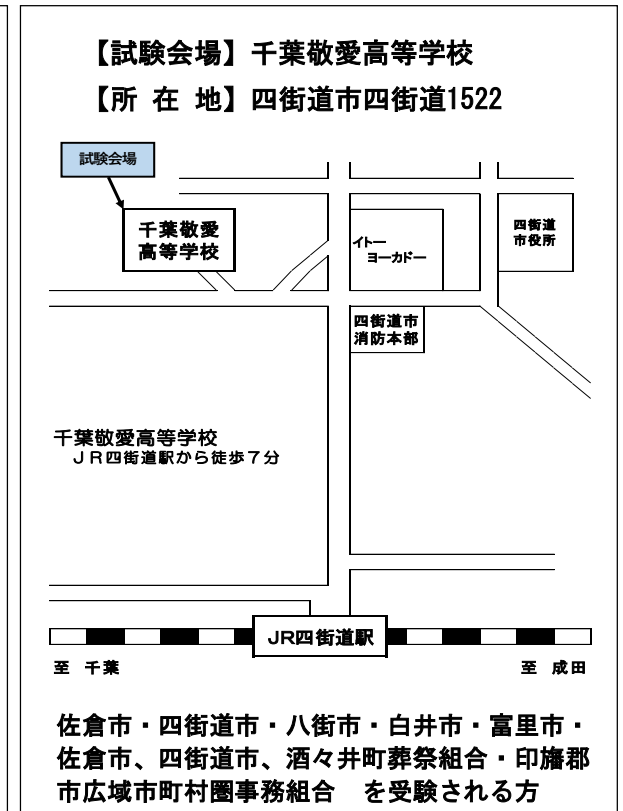 【試験会場】千葉敬愛高等学校
【所 在 地】四街道市四街道1522
試験会場
千葉敬愛
高等学校
イトー
ヨーカドー
四街道
市役所
四街道市
消防本部
千葉敬愛高等学校
JR四街道駅から徒歩7分
JR四街道駅
至 千葉
至 成田
佐倉市・四街道市・八街市・白井市・富里市・
佐倉市、四街道市、酒々井町葬祭組合・印旛郡
市広域市町村圏事務組合 を受験される方